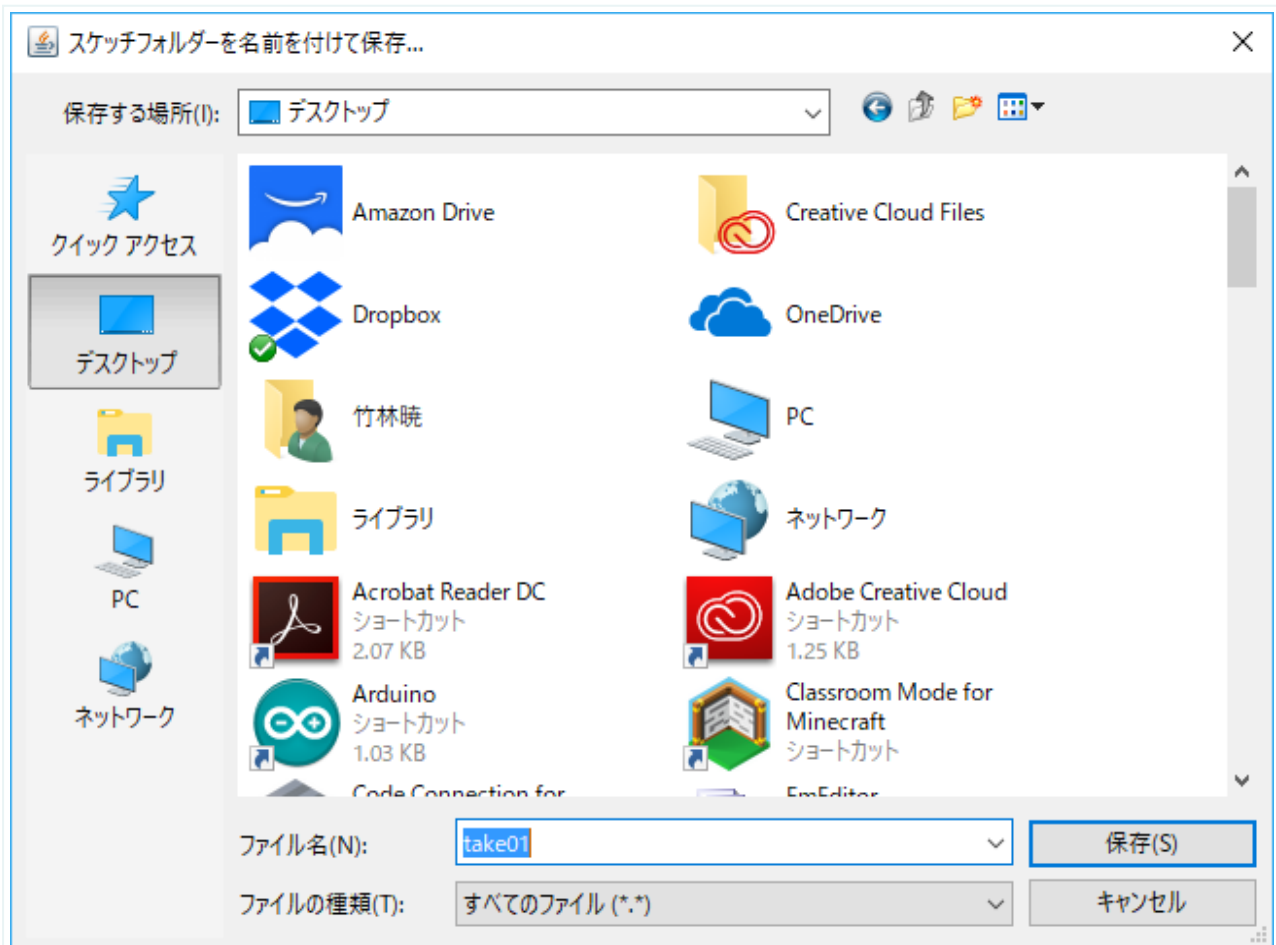 スケッチフォルダーを名前を付けて保存...
保存する場所(I):
デスクトップ
クイック アクセス
デスクトップ
ライブラリ
PC
ネットワーク
Amazon Drive
Creative Cloud Files
Dropbox
OneDrive
竹林暁
PC
ライブラリ
ネットワーク
Acrobat Reader DC
ショートカット
2.07 KB
Adobe Creative Cloud
ショートカット
1.25 KB
Arduino
ショートカット
1.03 KB
Classroom Mode for
Minecraft
ショートカット
Code Connection for
EmEditor
ファイル名(N):
take01
保存(S)
ファイルの種類(T):
すべてのファイル (*.*)
キャンセル